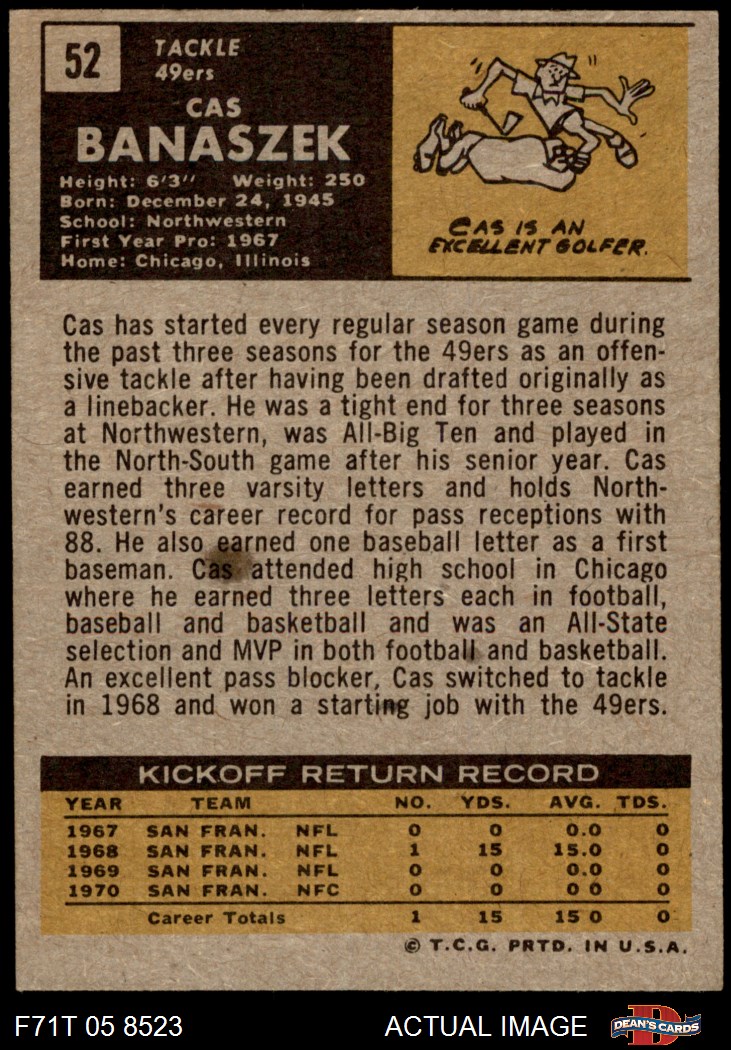 52
TACKLE
49ers
CAS
BANASZEK
Height: 6'3" Weight: 250
Born: December 24, 1945
School: Northwestern
First Year Pro: 1967
Home: Chicago, Illinois
CAS IS AN
EXCELLENT GOLFER.
Cas has started every regular season game during
the past three seasons for the 49ers as an offen-
sive tackle after having been drafted originally as
a linebacker. He was a tight end for three seasons
at Northwestern, was All-Big Ten and played in
the North-South game after his senior year. Cas
earned three varsity letters and holds North-
western's career record for pass receptions with
88. He also earned one baseball letter as a first
baseman. Cas attended high school in Chicago
where he earned three letters each in football,
baseball and basketball and was an All-State
selection and MVP in both football and basketball.
An excellent pass blocker, Cas switched to tackle
in 1968 and won a starting job with the 49ers.
KICKOFF RETURN RECORD
YEAR TEAM NO. YDS. AVG. TDS.
1967 SAN FRAN. NFL 0 0 0.0 0
1968 SAN FRAN. NFL 1 15 15.0 0
1969 SAN FRAN. NFL 0 0 0.0 0
1970 SAN FRAN. NFC 0 0 0 0 0
Career Totals 1 15 15 0 0
© T.C.G. PRTD. IN U.S.A.
F71T 05 8523 ACTUAL IMAGE D DEAN'S CARDS